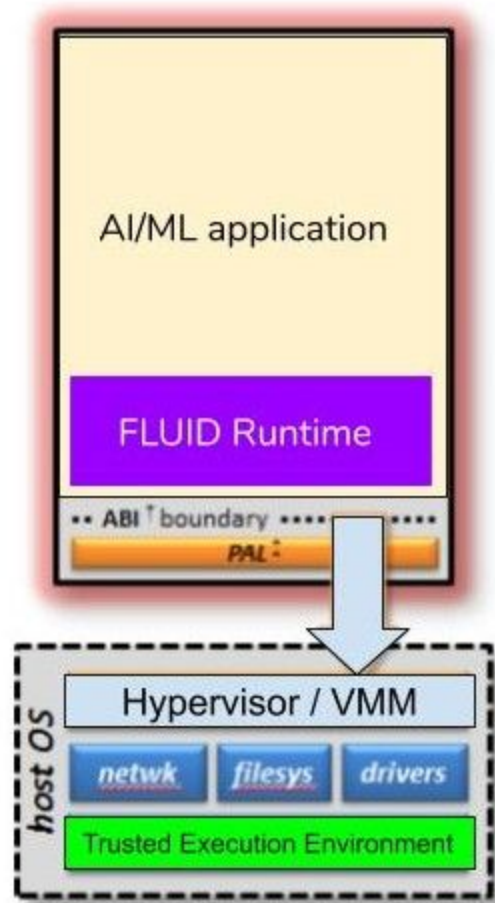 AI/ML application
FLUID Runtime
•• ABI † boundary •••••••••
PAL ‡
Hypervisor / VMM
host OS
netwk filesys drivers
Trusted Execution Environment